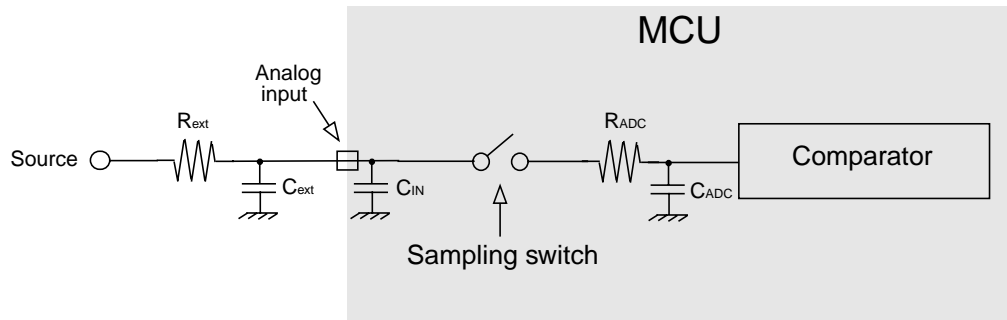 MCU
Analog
input
Rext
RADC
Source
Comparator
Cext
CIN
CADC
Sampling switch